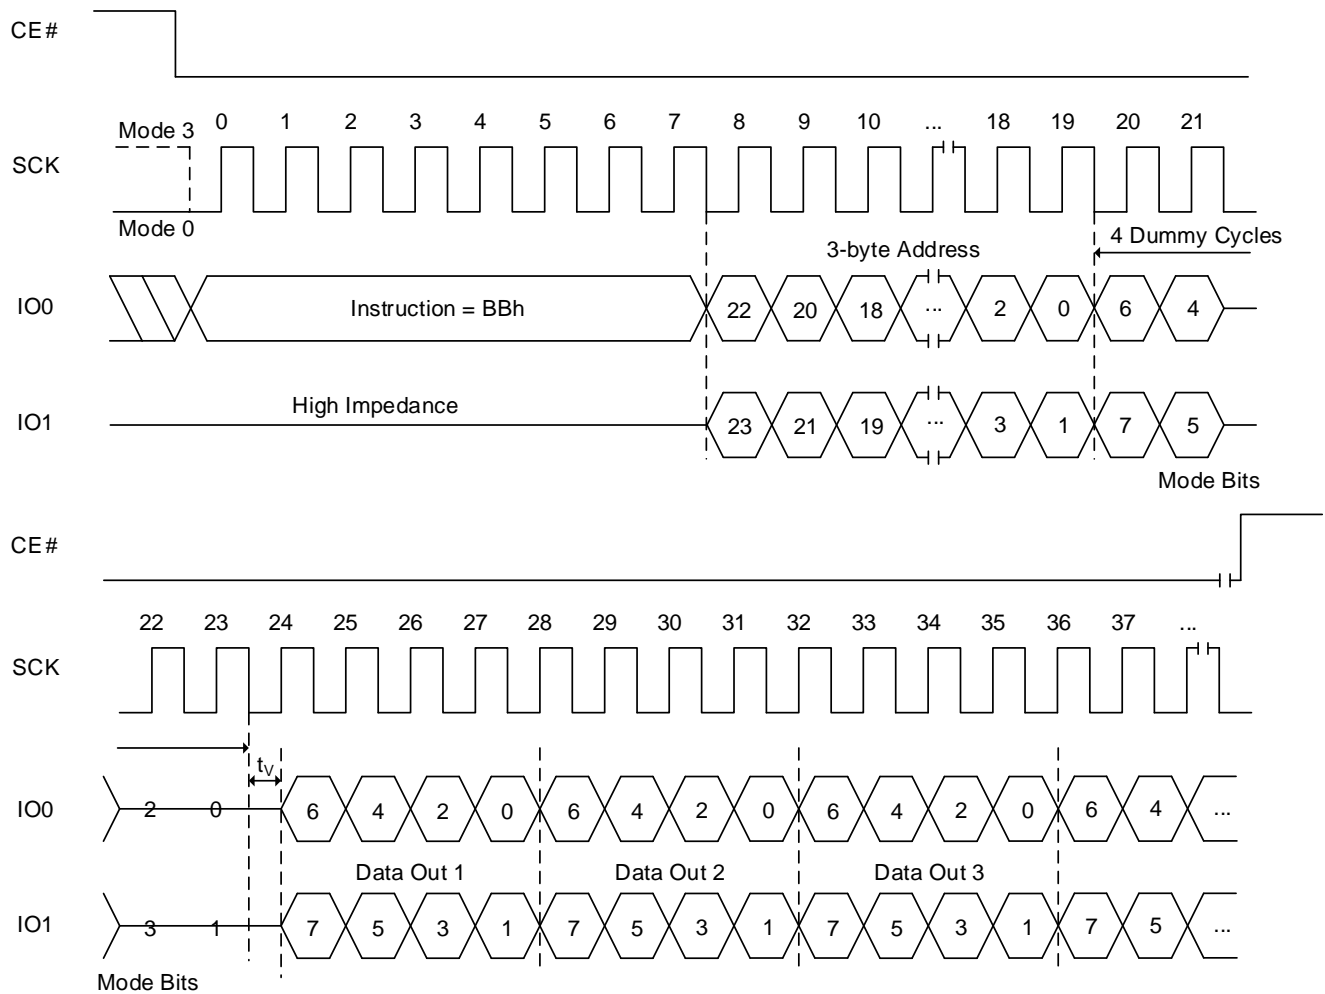 CE#
Mode 3 0 1 2 3 4 5 6 7 8 9 10 ... 18 19 20 21
SCK
Mode 0
3-byte Address 4 Dummy Cycles
IO0 Instruction = BBh 22 20 18 ... 2 0 6 4
High Impedance
IO1 23 21 19 ... 3 1 7 5
Mode Bits
CE#
22 23 24 25 26 27 28 29 30 31 32 33 34 35 36 37 ...
SCK
tV
IO0 2 0 6 4 2 0 6 4 2 0 6 4 2 0 6 4 ...
Data Out 1 Data Out 2 Data Out 3
IO1 3 1 7 5 3 1 7 5 3 1 7 5 3 1 7 5 ...
Mode Bits